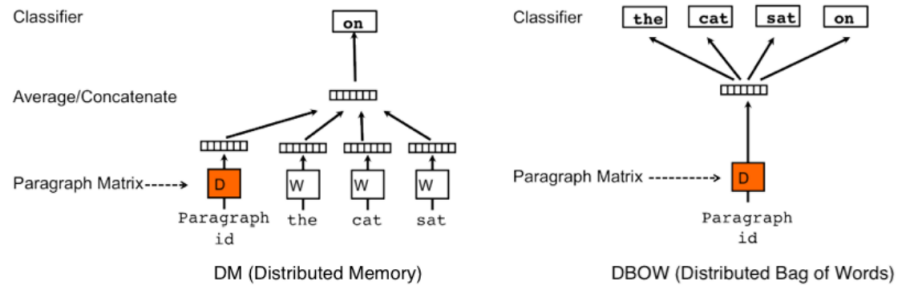 Classifier
on
Average/Concatenate
Paragraph Matrix
D W W W
Paragraph the cat sat
id
DM (Distributed Memory)
Classifier
the cat sat on
Paragraph Matrix
D
Paragraph
id
DBOW (Distributed Bag of Words)